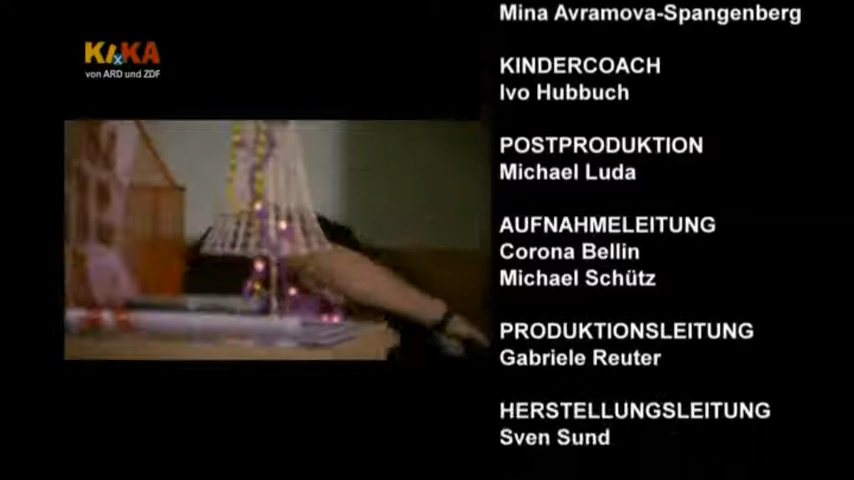 KiKA
von ARD und ZDF
Mina Avramova-Spangenberg
KINDERCOACH
Ivo Hubbuch
POSTPRODUKTION
Michael Luda
AUFNAHMELEITUNG
Corona Bellin
Michael Schütz
PRODUKTIONSLEITUNG
Gabriele Reuter
HERSTELLUNGSLEITUNG
Sven Sund